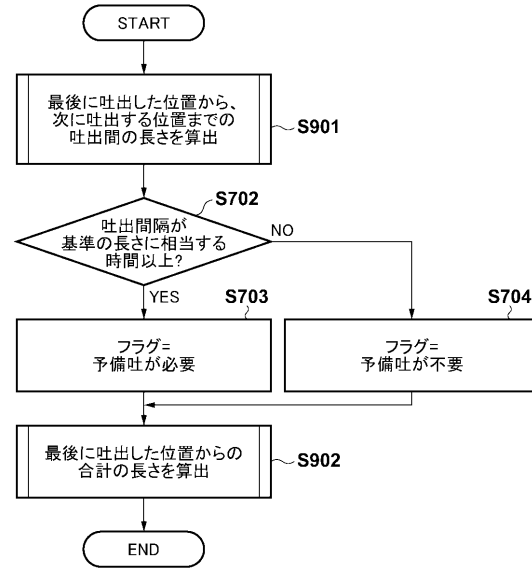 START
最後に吐出した位置から、
次に吐出する位置までの
吐出間の長さを算出
S901
S702
吐出間隔が
基準の長さに相当する
時間以上?
NO
YES
S703
S704
フラグ=
予備吐が必要
フラグ=
予備吐が不要
最後に吐出した位置からの
合計の長さを算出
S902
END